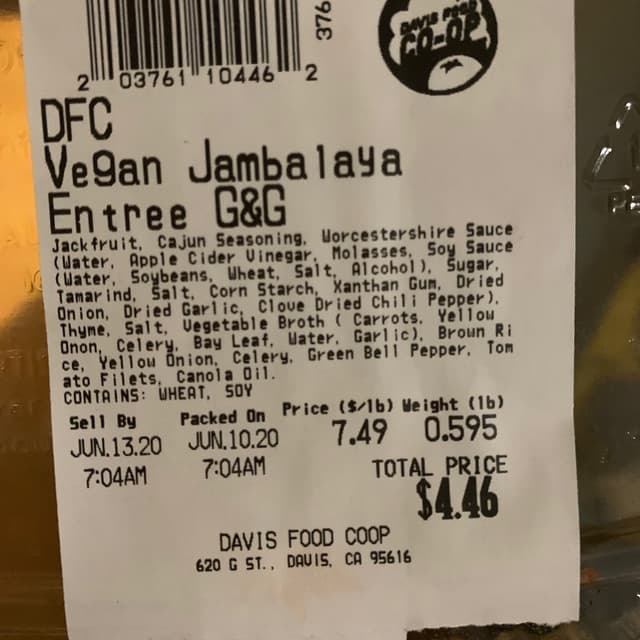 376
2 03761 10446 2
DAVIS FOOD
CO-OP
DFC
Vegan Jambalaya
Entree G&G
Jackfruit, Cajun Seasoning, Worcestershire Sauce
(Water, Apple Cider Vinegar, Molasses, Soy Sauce
(Water, Soybeans, Wheat, Salt, Alcohol), Sugar,
Tamarind, Salt, Corn Starch, Xanthan Gum, Dried
Onion, Dried Garlic, Clove Dried Chili Pepper).
Thyme, Salt, Vegetable Broth ( Carrots, Yellow
Onon, Celery, Bay Leaf, Water, Garlic), Brown Ri
ce, Yellow Onion, Celery, Green Bell Pepper, Tom
ato Filets, Canola Oil.
CONTAINS: WHEAT, SOY
Sell By Packed On Price ($/lb) Weight (lb)
JUN.13.20 JUN.10.20 7.49 0.595
7:04AM 7:04AM TOTAL PRICE
$4.46
DAVIS FOOD COOP
620 G ST., DAVIS, CA 95616